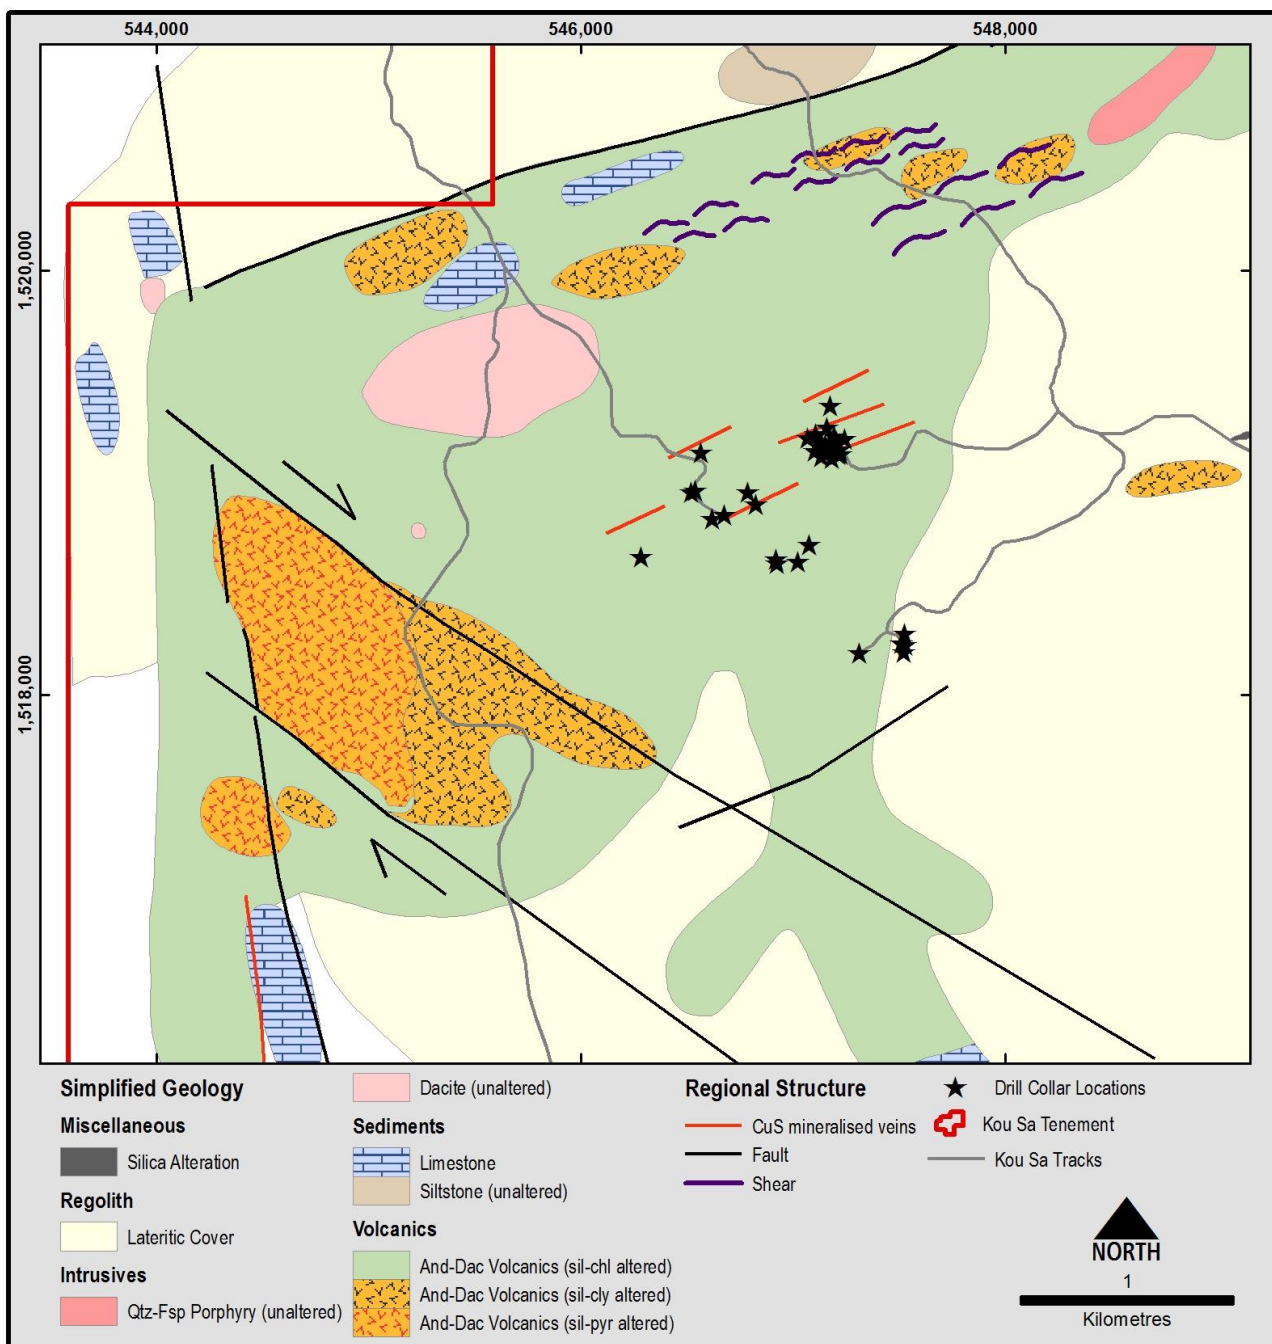 544,000
546,000
548,000
1,520,000
1,518,000
Simplified Geology
Miscellaneous
Silica Alteration
Regolith
Lateritic Cover
Intrusives
Qtz-Fsp Porphyry (unaltered)
Dacite (unaltered)
Sediments
Limestone
Siltstone (unaltered)
Volcanics
And-Dac Volcanics (sil-chl altered)
And-Dac Volcanics (sil-cly altered)
And-Dac Volcanics (sil-pyr altered)
Regional Structure
CuS mineralised veins
Fault
Shear
Drill Collar Locations
Kou Sa Tenement
Kou Sa Tracks
NORTH
1
Kilometres